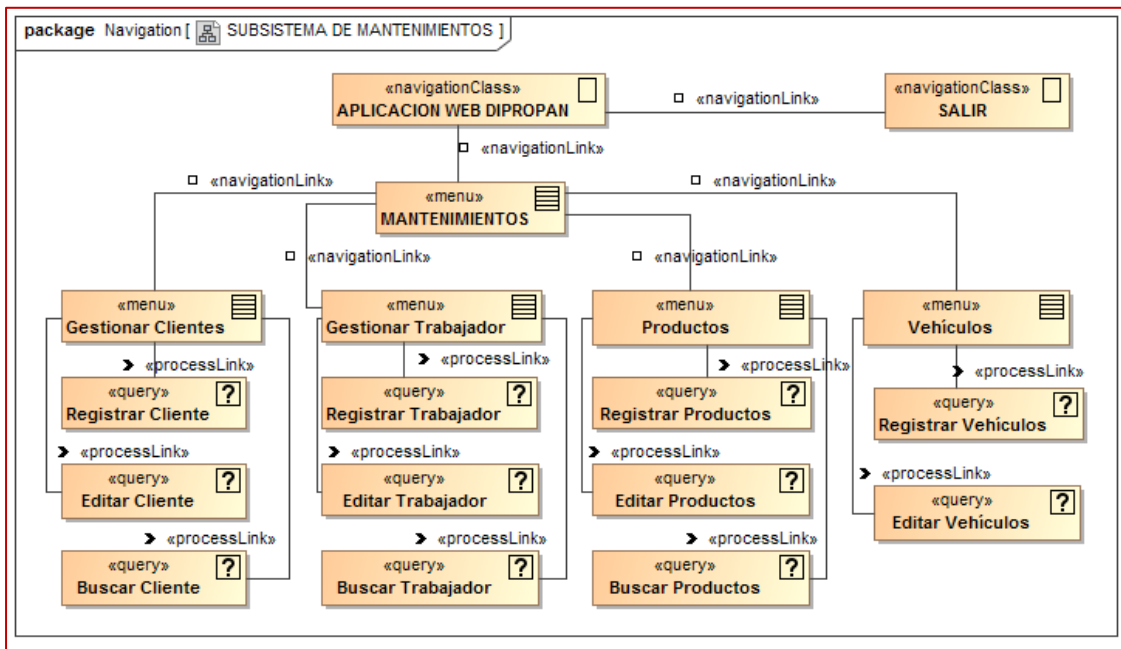 package Navigation [ SUBSISTEMA DE MANTENIMIENTOS ]
«navigationClass»
APLICACION WEB DIPROPAN
«navigationLink»
«navigationClass»
SALIR
«navigationLink»
«navigationLink»
«navigationLink»
«menu»
MANTENIMIENTOS
«navigationLink»
«navigationLink»
«menu»
Gestionar Clientes
«menu»
Gestionar Trabajador
«menu»
Productos
«menu»
Vehículos
«processLink»
«processLink»
«processLink»
«processLink»
«query»
Registrar Cliente
?
«query»
Registrar Trabajador
?
«query»
Registrar Productos
?
«query»
Registrar Vehículos
?
«processLink»
«processLink»
«processLink»
«processLink»
«query»
Editar Cliente
?
«query»
Editar Trabajador
?
«query»
Editar Productos
?
«query»
Editar Vehículos
?
«processLink»
«processLink»
«processLink»
«query»
Buscar Cliente
?
«query»
Buscar Trabajador
?
«query»
Buscar Productos
?